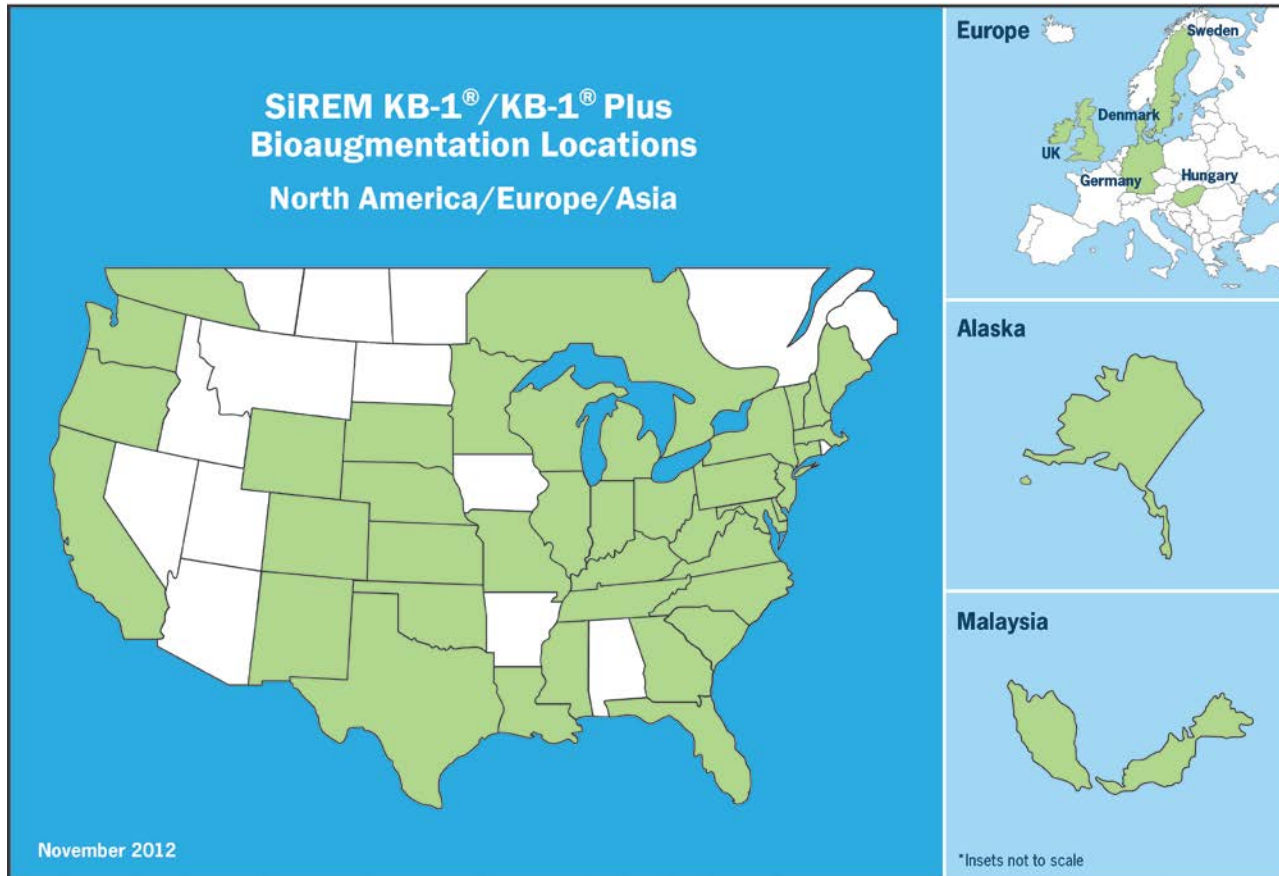 SiREM KB-1®/KB-1® Plus
Bioaugmentation Locations
North America/Europe/Asia
November 2012
Europe
Sweden
Denmark
UK
Germany
Hungary
Alaska
Malaysia
*Insets not to scale